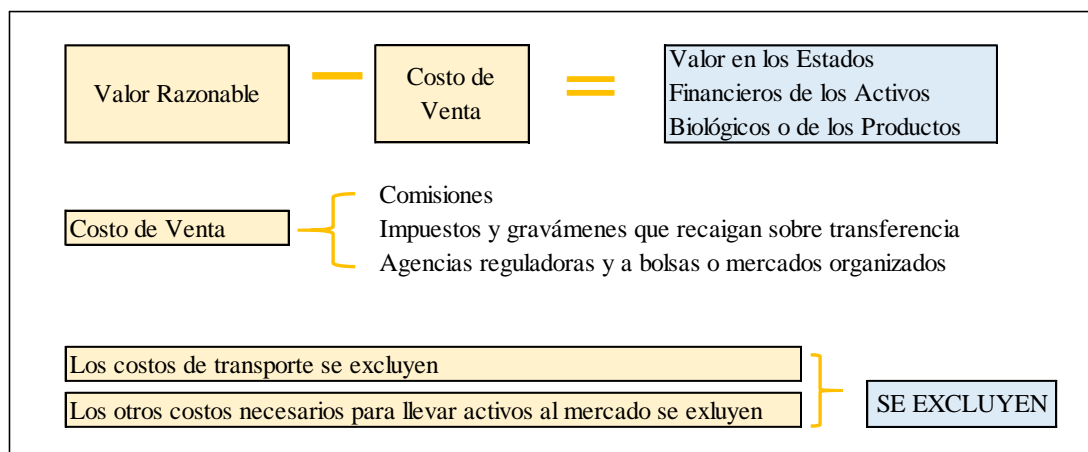 Valor Razonable
Costo de
Venta
Valor en los Estados
Financieros de los Activos
Biológicos o de los Productos
Costo de Venta
Comisiones
Impuestos y gravámenes que recaigan sobre transferencia
Agencias reguladoras y a bolsas o mercados organizados
Los costos de transporte se excluyen
Los otros costos necesarios para llevar activos al mercado se exluyen
SE EXCLUYEN